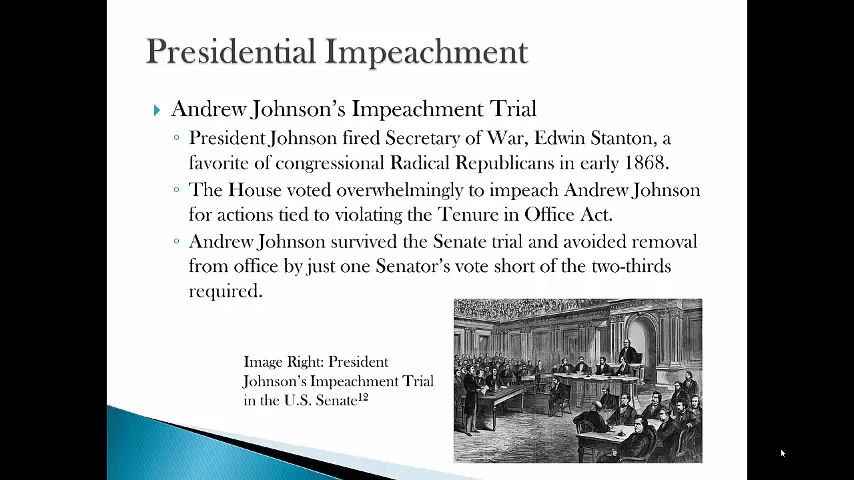 Presidential Impeachment
Andrew Johnson's Impeachment Trial
President Johnson fired Secretary of War, Edwin Stanton, a
favorite of congressional Radical Republicans in early 1868.
The House voted overwhelmingly to impeach Andrew Johnson
for actions tied to violating the Tenure in Office Act.
Andrew Johnson survived the Senate trial and avoided removal
from office by just one Senator's vote short of the two-thirds
required.
Image Right: President
Johnson's Impeachment Trial
in the U.S. Senate12